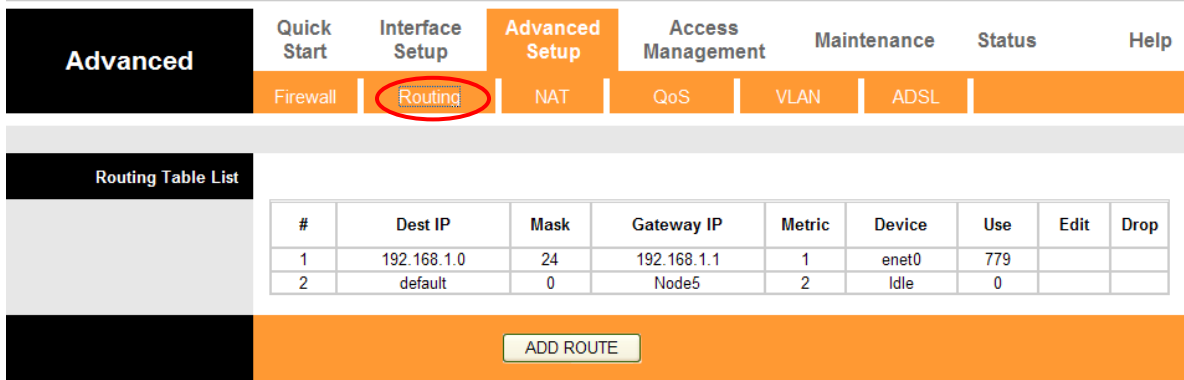 Advanced
Quick Start
Interface Setup
Advanced Setup
Access Management
Maintenance
Status
Help
Firewall
Routing
NAT
QoS
VLAN
ADSL
Routing Table List
# Dest IP Mask Gateway IP Metric Device Use Edit Drop
1 192.168.1.0 24 192.168.1.1 1 enet0 779
2 default 0 Node5 2 Idle 0
ADD ROUTE